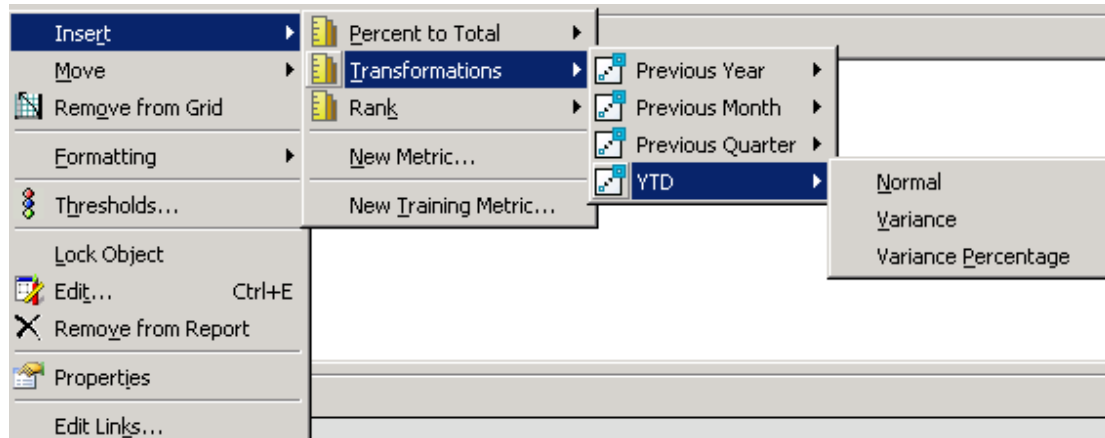 Insert
Move
Remove from Grid
Formatting
Thresholds...
Lock Object
Edit... Ctrl+E
Remove from Report
Properties
Edit Links...
Percent to Total
Transformations
Rank
New Metric...
New Training Metric...
Previous Year
Previous Month
Previous Quarter
YTD
Normal
Variance
Variance Percentage